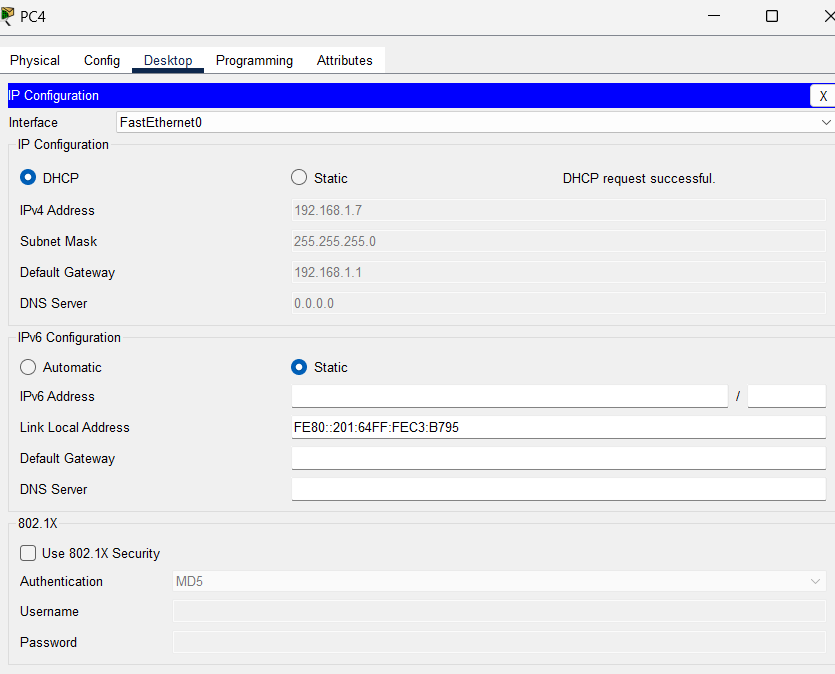 PC4
Physical Config Desktop Programming Attributes
IP Configuration X
Interface FastEthernet0
IP Configuration
DHCP Static DHCP request successful.
IPv4 Address 192.168.1.7
Subnet Mask 255.255.255.0
Default Gateway 192.168.1.1
DNS Server 0.0.0.0
IPv6 Configuration
Automatic Static
IPv6 Address /
Link Local Address FE80::201:64FF:FEC3:B795
Default Gateway
DNS Server
802.1X
Use 802.1X Security
Authentication MD5
Username
Password